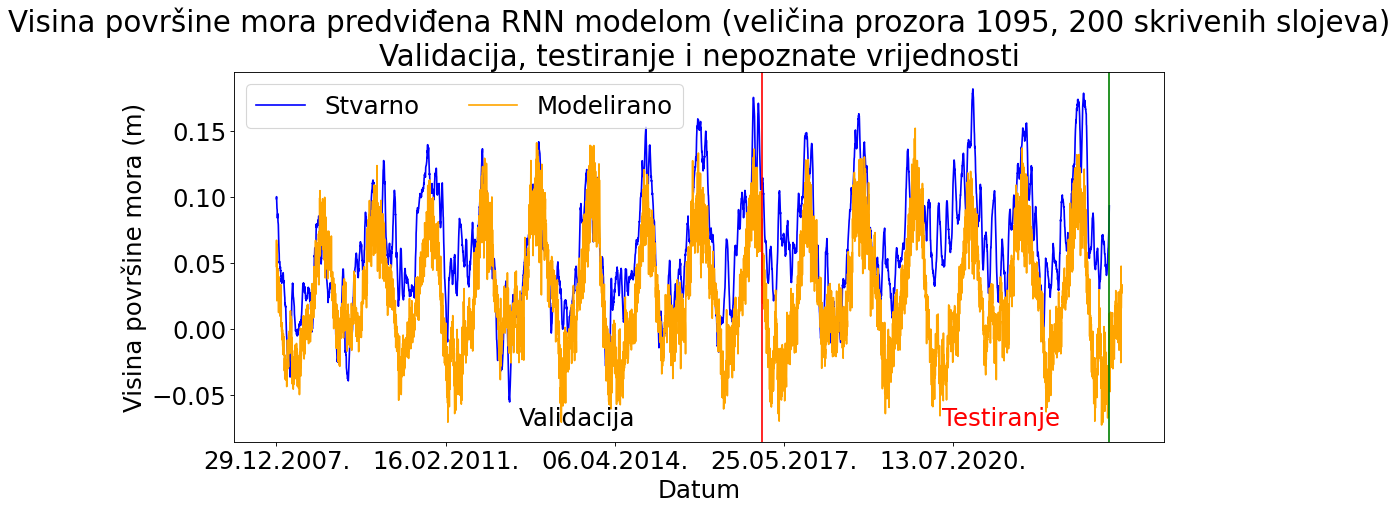 Visina površine mora predviđena RNN modelom (veličina prozora 1095, 200 skrivenih slojeva)
Validacija, testiranje i nepoznate vrijednosti
Stvarno
Modelirano
Visina površine mora (m)
0.15
0.10
0.05
0.00
−0.05
Validacija
Testiranje
29.12.2007.
16.02.2011.
06.04.2014.
25.05.2017.
13.07.2020.
Datum